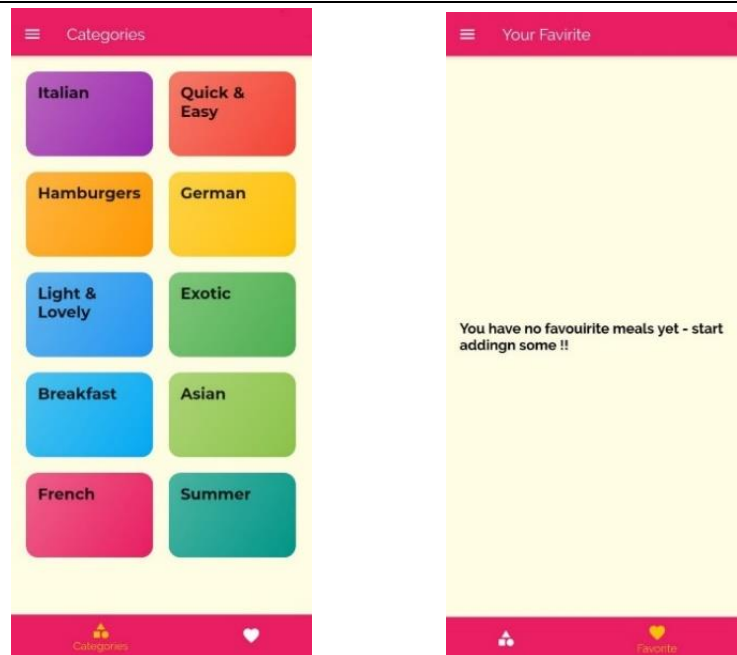 Categories
Italian
Quick &
Easy
Hamburgers
German
Light &
Lovely
Exotic
Breakfast
Asian
French
Summer
Categories
Your Favirite
You have no favouirite meals yet - start
addingn some !!
Favorite